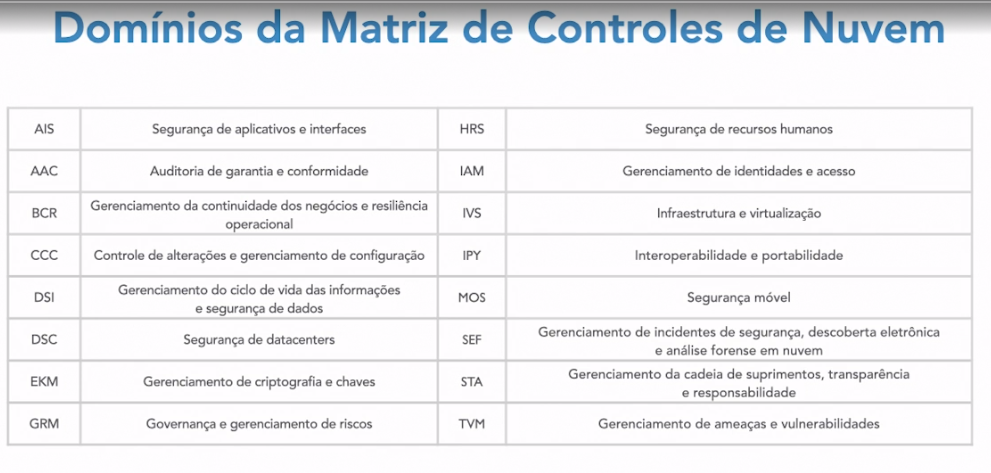 Domínios da Matriz de Controles de Nuvem
AIS Segurança de aplicativos e interfaces HRS Segurança de recursos humanos
AAC Auditoria de garantia e conformidade IAM Gerenciamento de identidades e acesso
BCR Gerenciamento da continuidade dos negócios e resiliência
operacional IVS Infraestrutura e virtualização
CCC Controle de alterações e gerenciamento de configuração IPY Interoperabilidade e portabilidade
DSI Gerenciamento do ciclo de vida das informações
e segurança de dados MOS Segurança móvel
DSC Segurança de datacenters SEF Gerenciamento de incidentes de segurança, descoberta eletrônica
e análise forense em nuvem
EKM Gerenciamento de criptografia e chaves STA Gerenciamento da cadeia de suprimentos, transparência
e responsabilidade
GRM Governança e gerenciamento de riscos TVM Gerenciamento de ameaças e vulnerabilidades